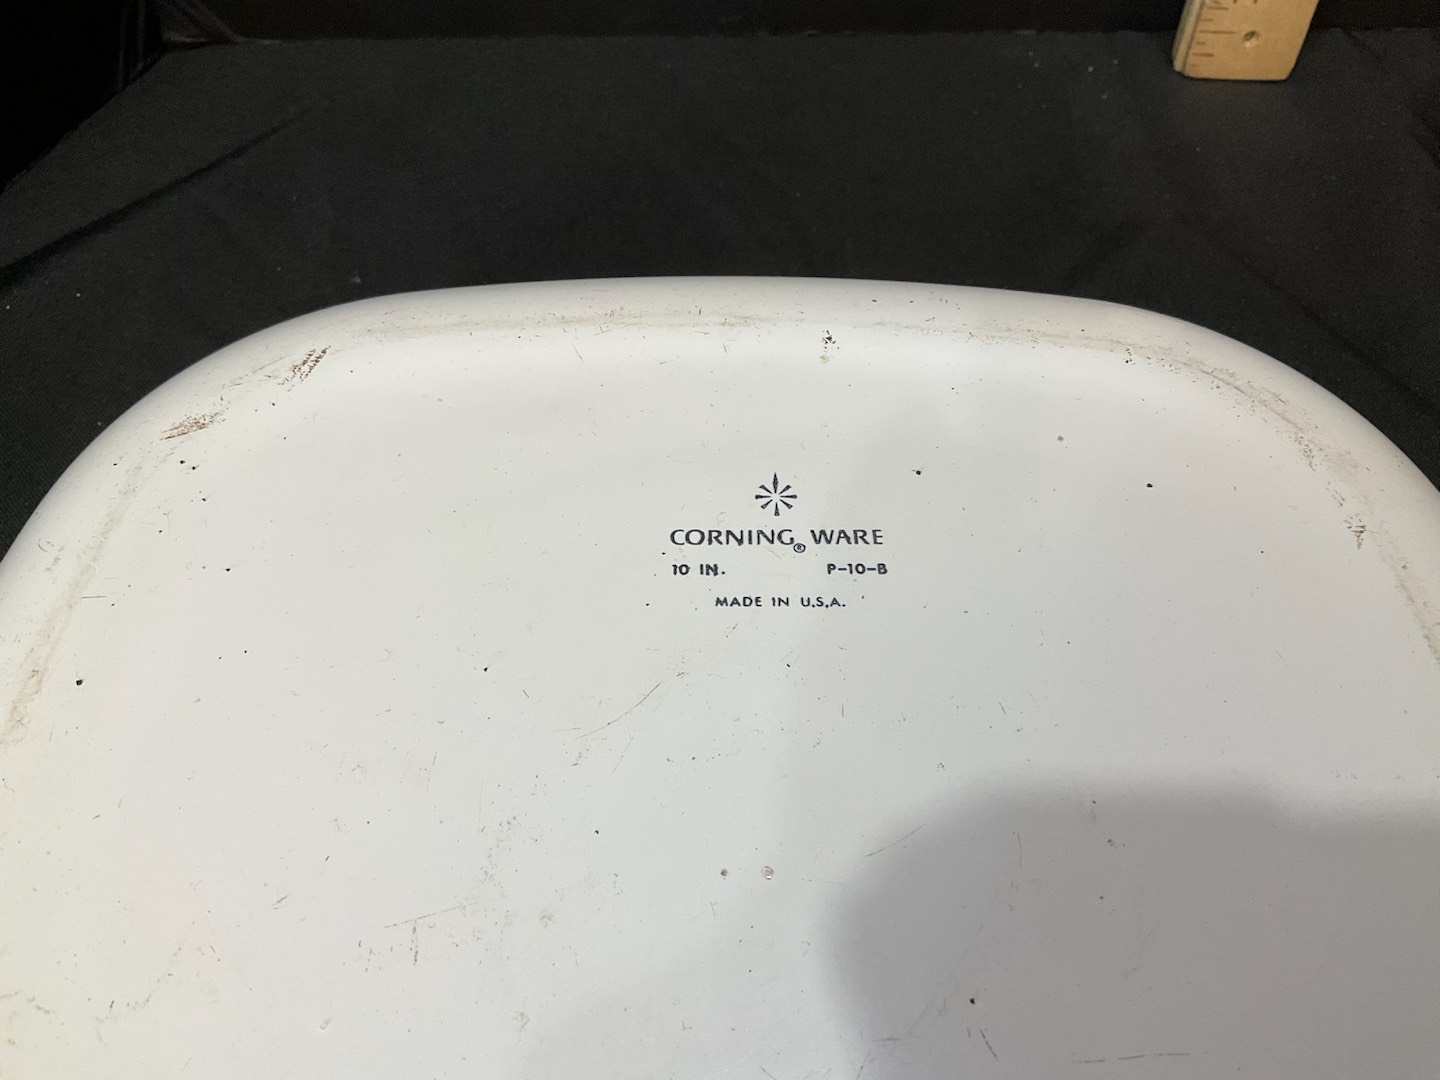 CORNING® WARE
10 IN. P-10-B
MADE IN U.S.A.